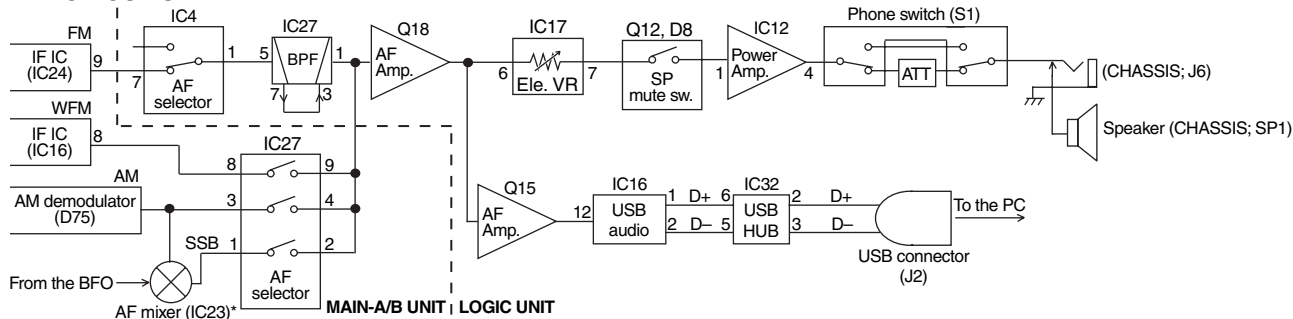 IC4
IC27
Q18
IC17
Q12, D8
IC12
Phone switch (S1)
FM
IF IC
(IC24)
9
7
1
AF
selector
5
BPF
1
7
3
AF
Amp.
6
Ele. VR
7
SP
mute sw.
1
Power
Amp.
4
ATT
(CHASSIS; J6)
Speaker (CHASSIS; SP1)
WFM
IF IC
(IC16)
8
IC27
8
9
AM
AM demodulator
(D75)
3
4
SSB
1
2
AF
selector
From the BFO
AF mixer (IC23)*
MAIN-A/B UNIT
LOGIC UNIT
Q15
AF
Amp.
12
IC16
USB
audio
1 D+ 6
2 D– 5
IC32
USB
HUB
2 D+
3 D–
To the PC
USB connector
(J2)